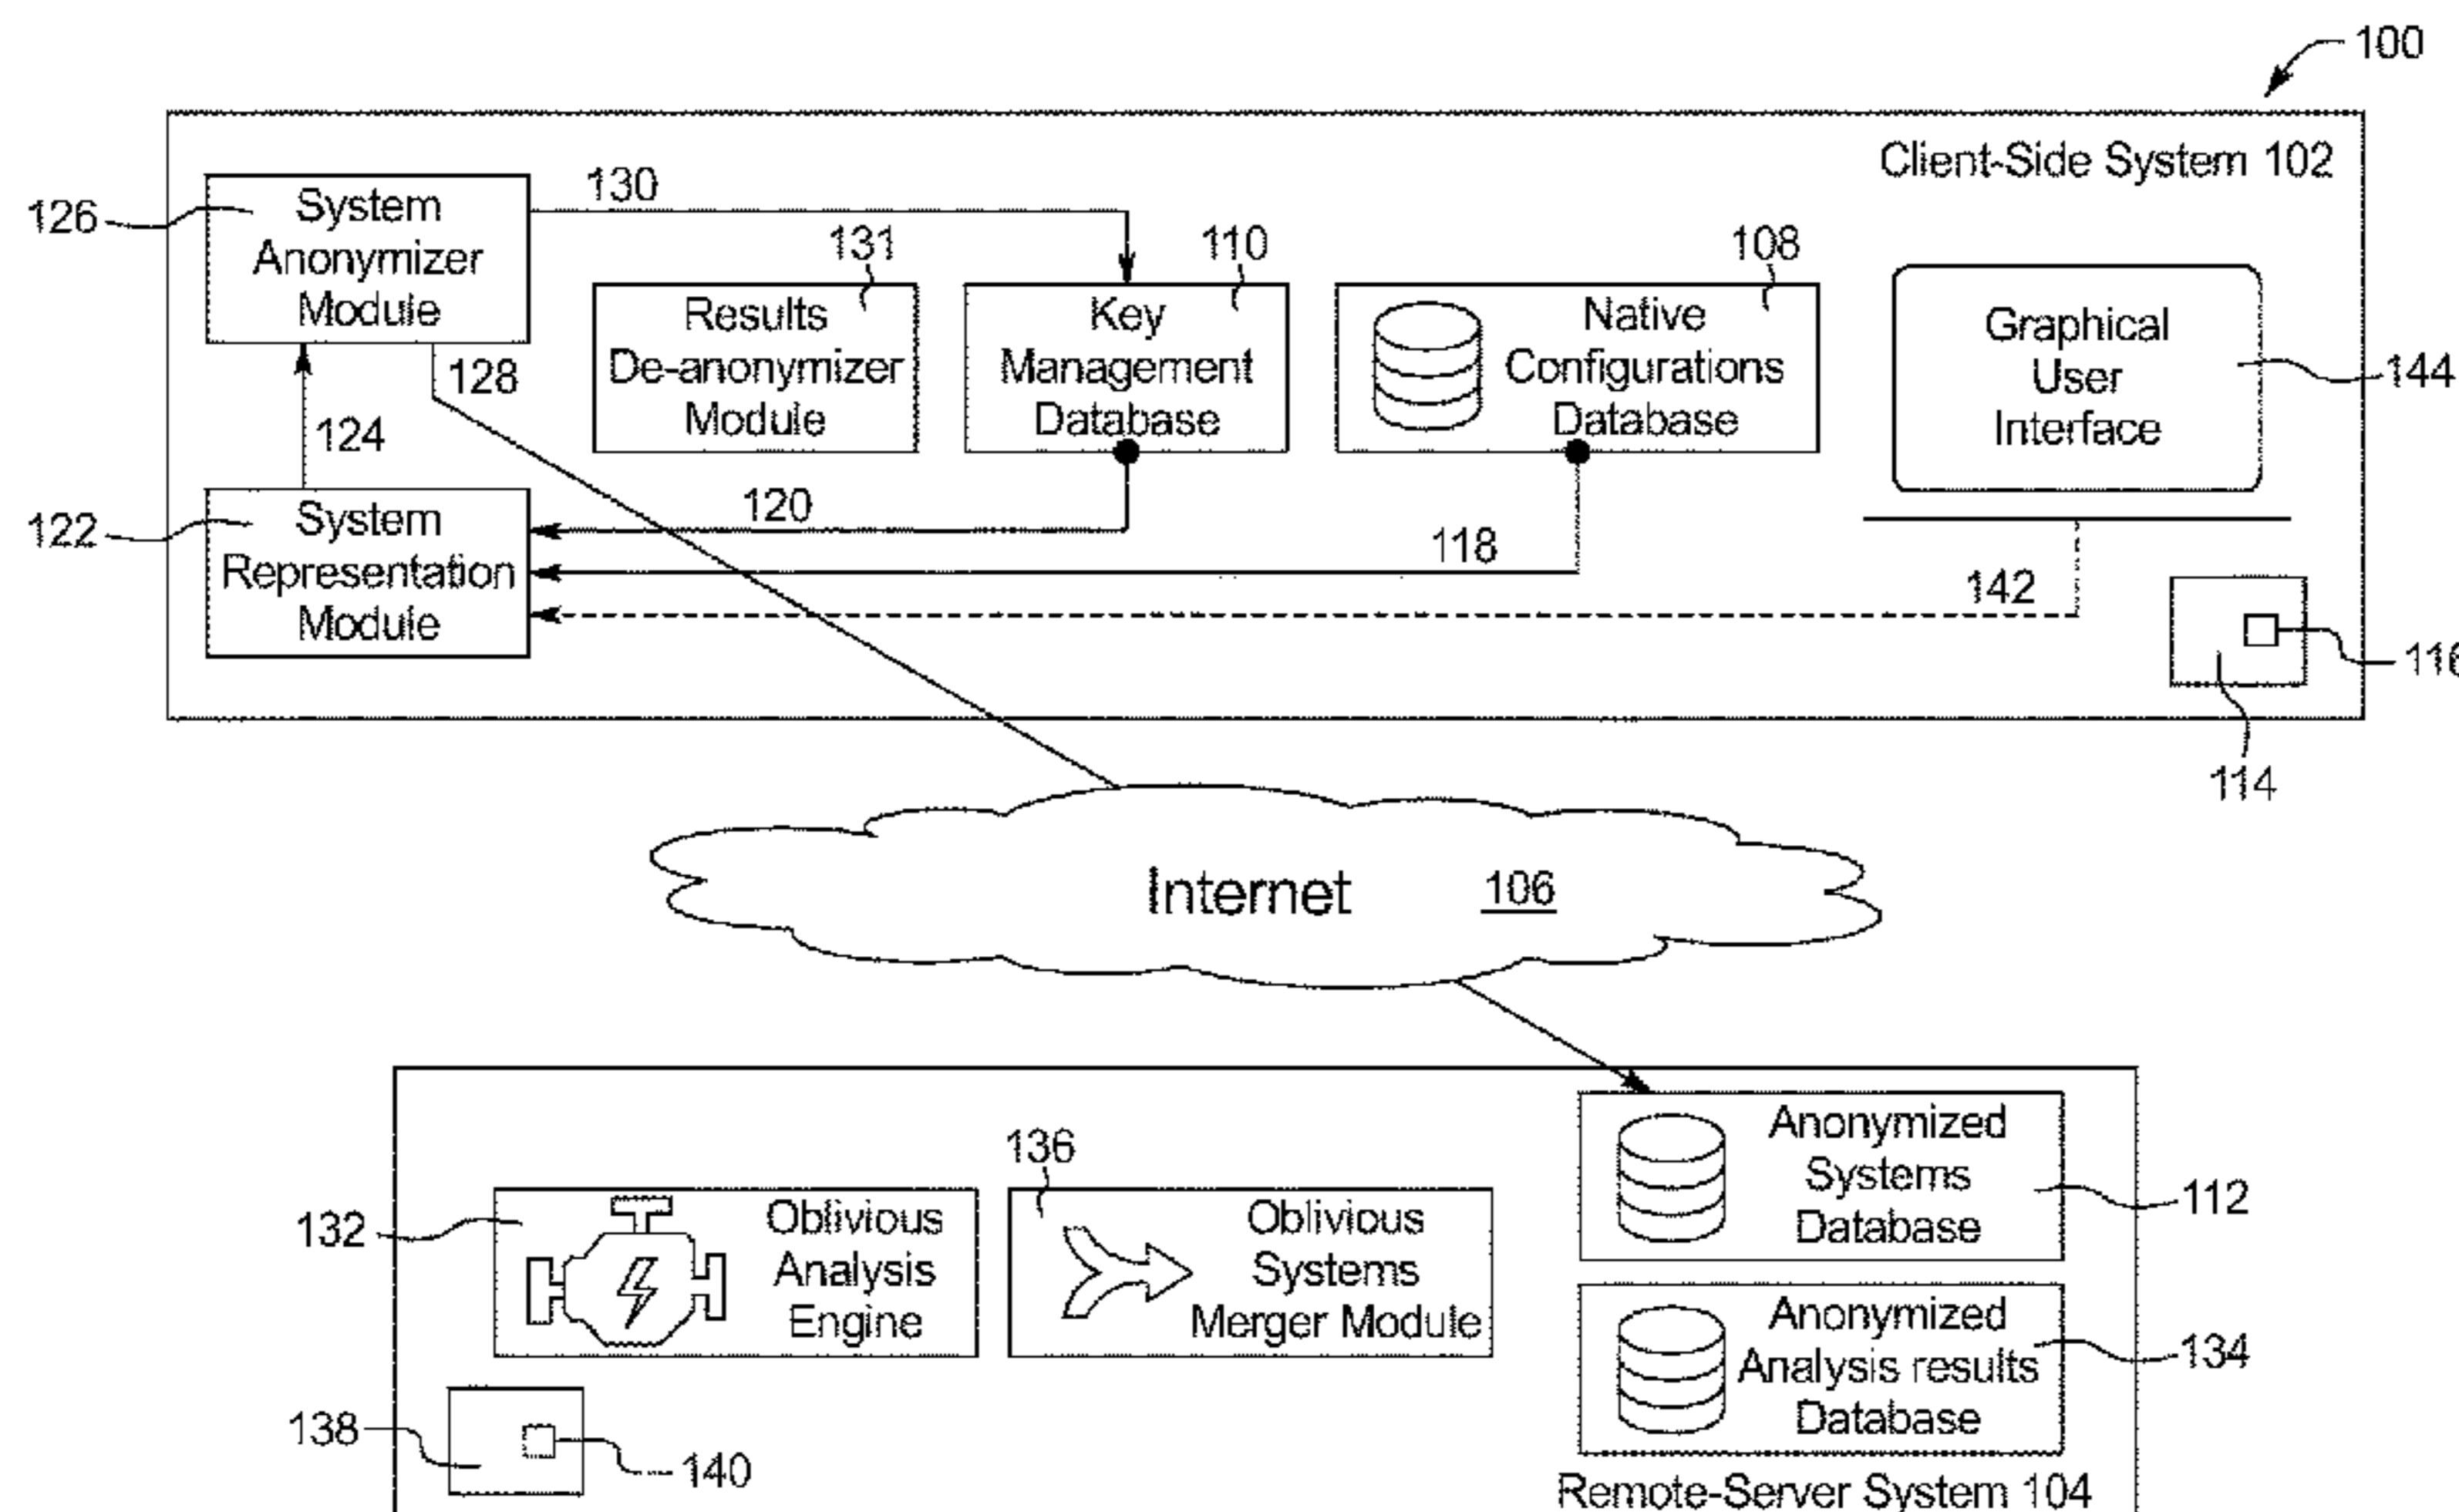 100
Client-Side System 102
126
System
Anonymizer
Module
130
131
110
108
Results
De-anonymizer
Module
Key
Management
Database
Native
Configurations
Database
Graphical
User
Interface
144
128
124
122
System
Representation
Module
120
118
142
116
114
Internet 106
136
132
Oblivious
Analysis
Engine
Oblivious
Systems
Merger Module
Anonymized
Systems
Database
112
Anonymized
Analysis results
Database
134
138
140
Remote-Server System 104